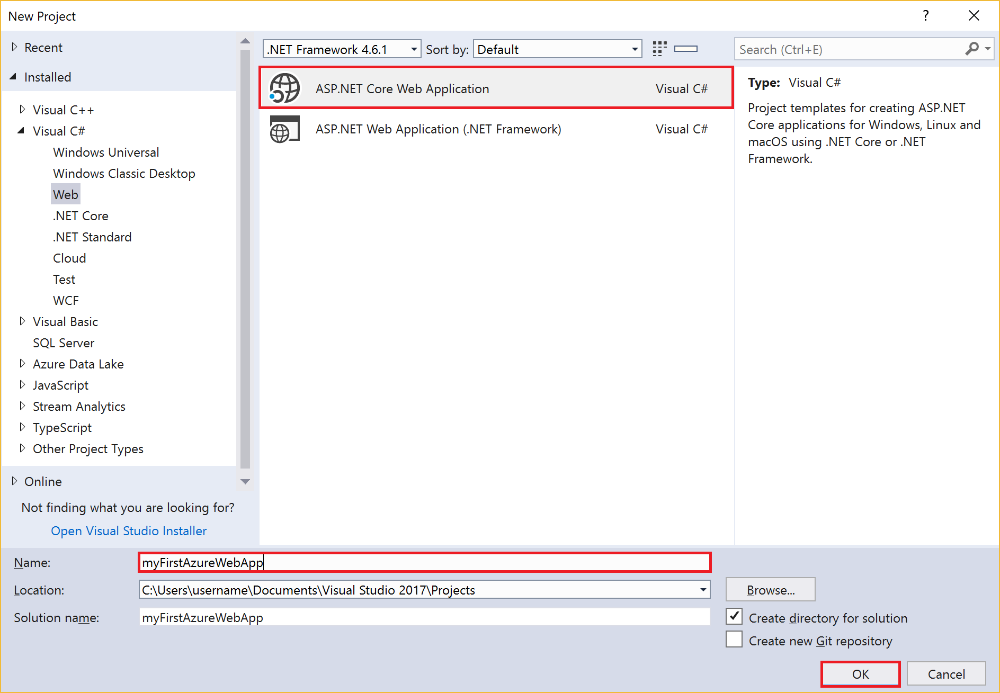 New Project
?
Recent
Installed
Visual C++
Visual C#
Windows Universal
Windows Classic Desktop
Web
.NET Core
.NET Standard
Cloud
Test
WCF
Visual Basic
SQL Server
Azure Data Lake
JavaScript
Stream Analytics
TypeScript
Other Project Types
Online
Not finding what you are looking for?
Open Visual Studio Installer
.NET Framework 4.6.1
Sort by: Default
ASP.NET Core Web Application Visual C#
ASP.NET Web Application (.NET Framework) Visual C#
Search (Ctrl+E)
Type: Visual C#
Project templates for creating ASP.NET
Core applications for Windows, Linux and
macOS using .NET Core or .NET
Framework.
Name: myFirstAzureWebApp
Location: C:\Users\username\Documents\Visual Studio 2017\Projects
Browse...
Solution name: myFirstAzureWebApp
Create directory for solution
Create new Git repository
OK
Cancel